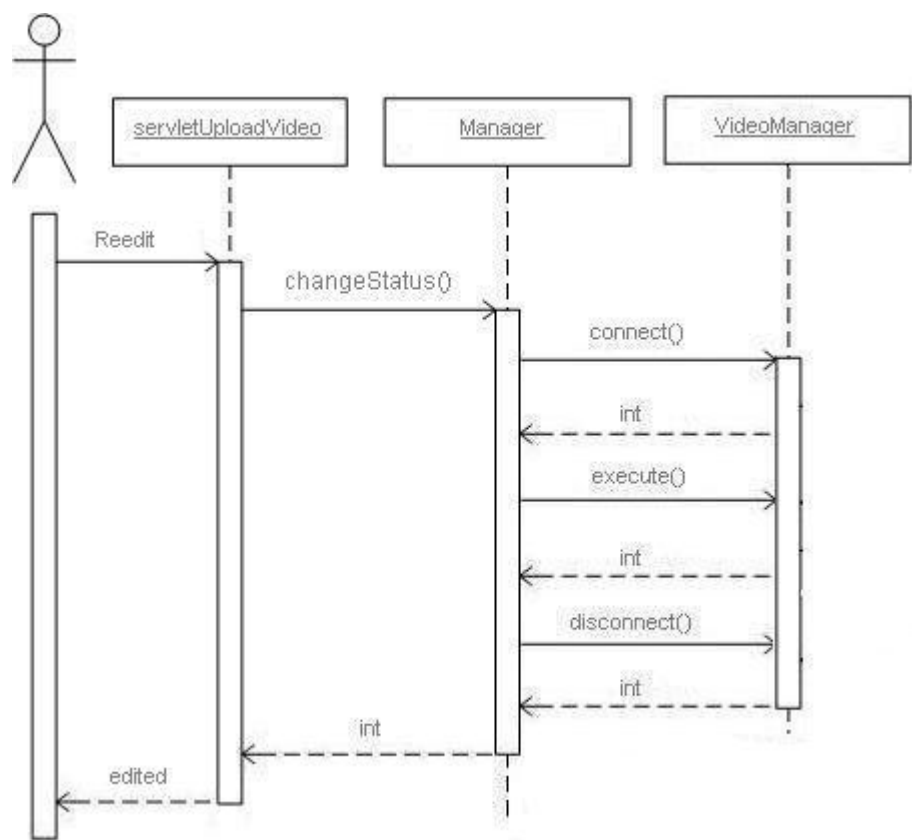 servletUploadVideo
Manager
VideoManager
Reedit
changeStatus()
connect()
int
execute()
int
disconnect()
int
int
edited